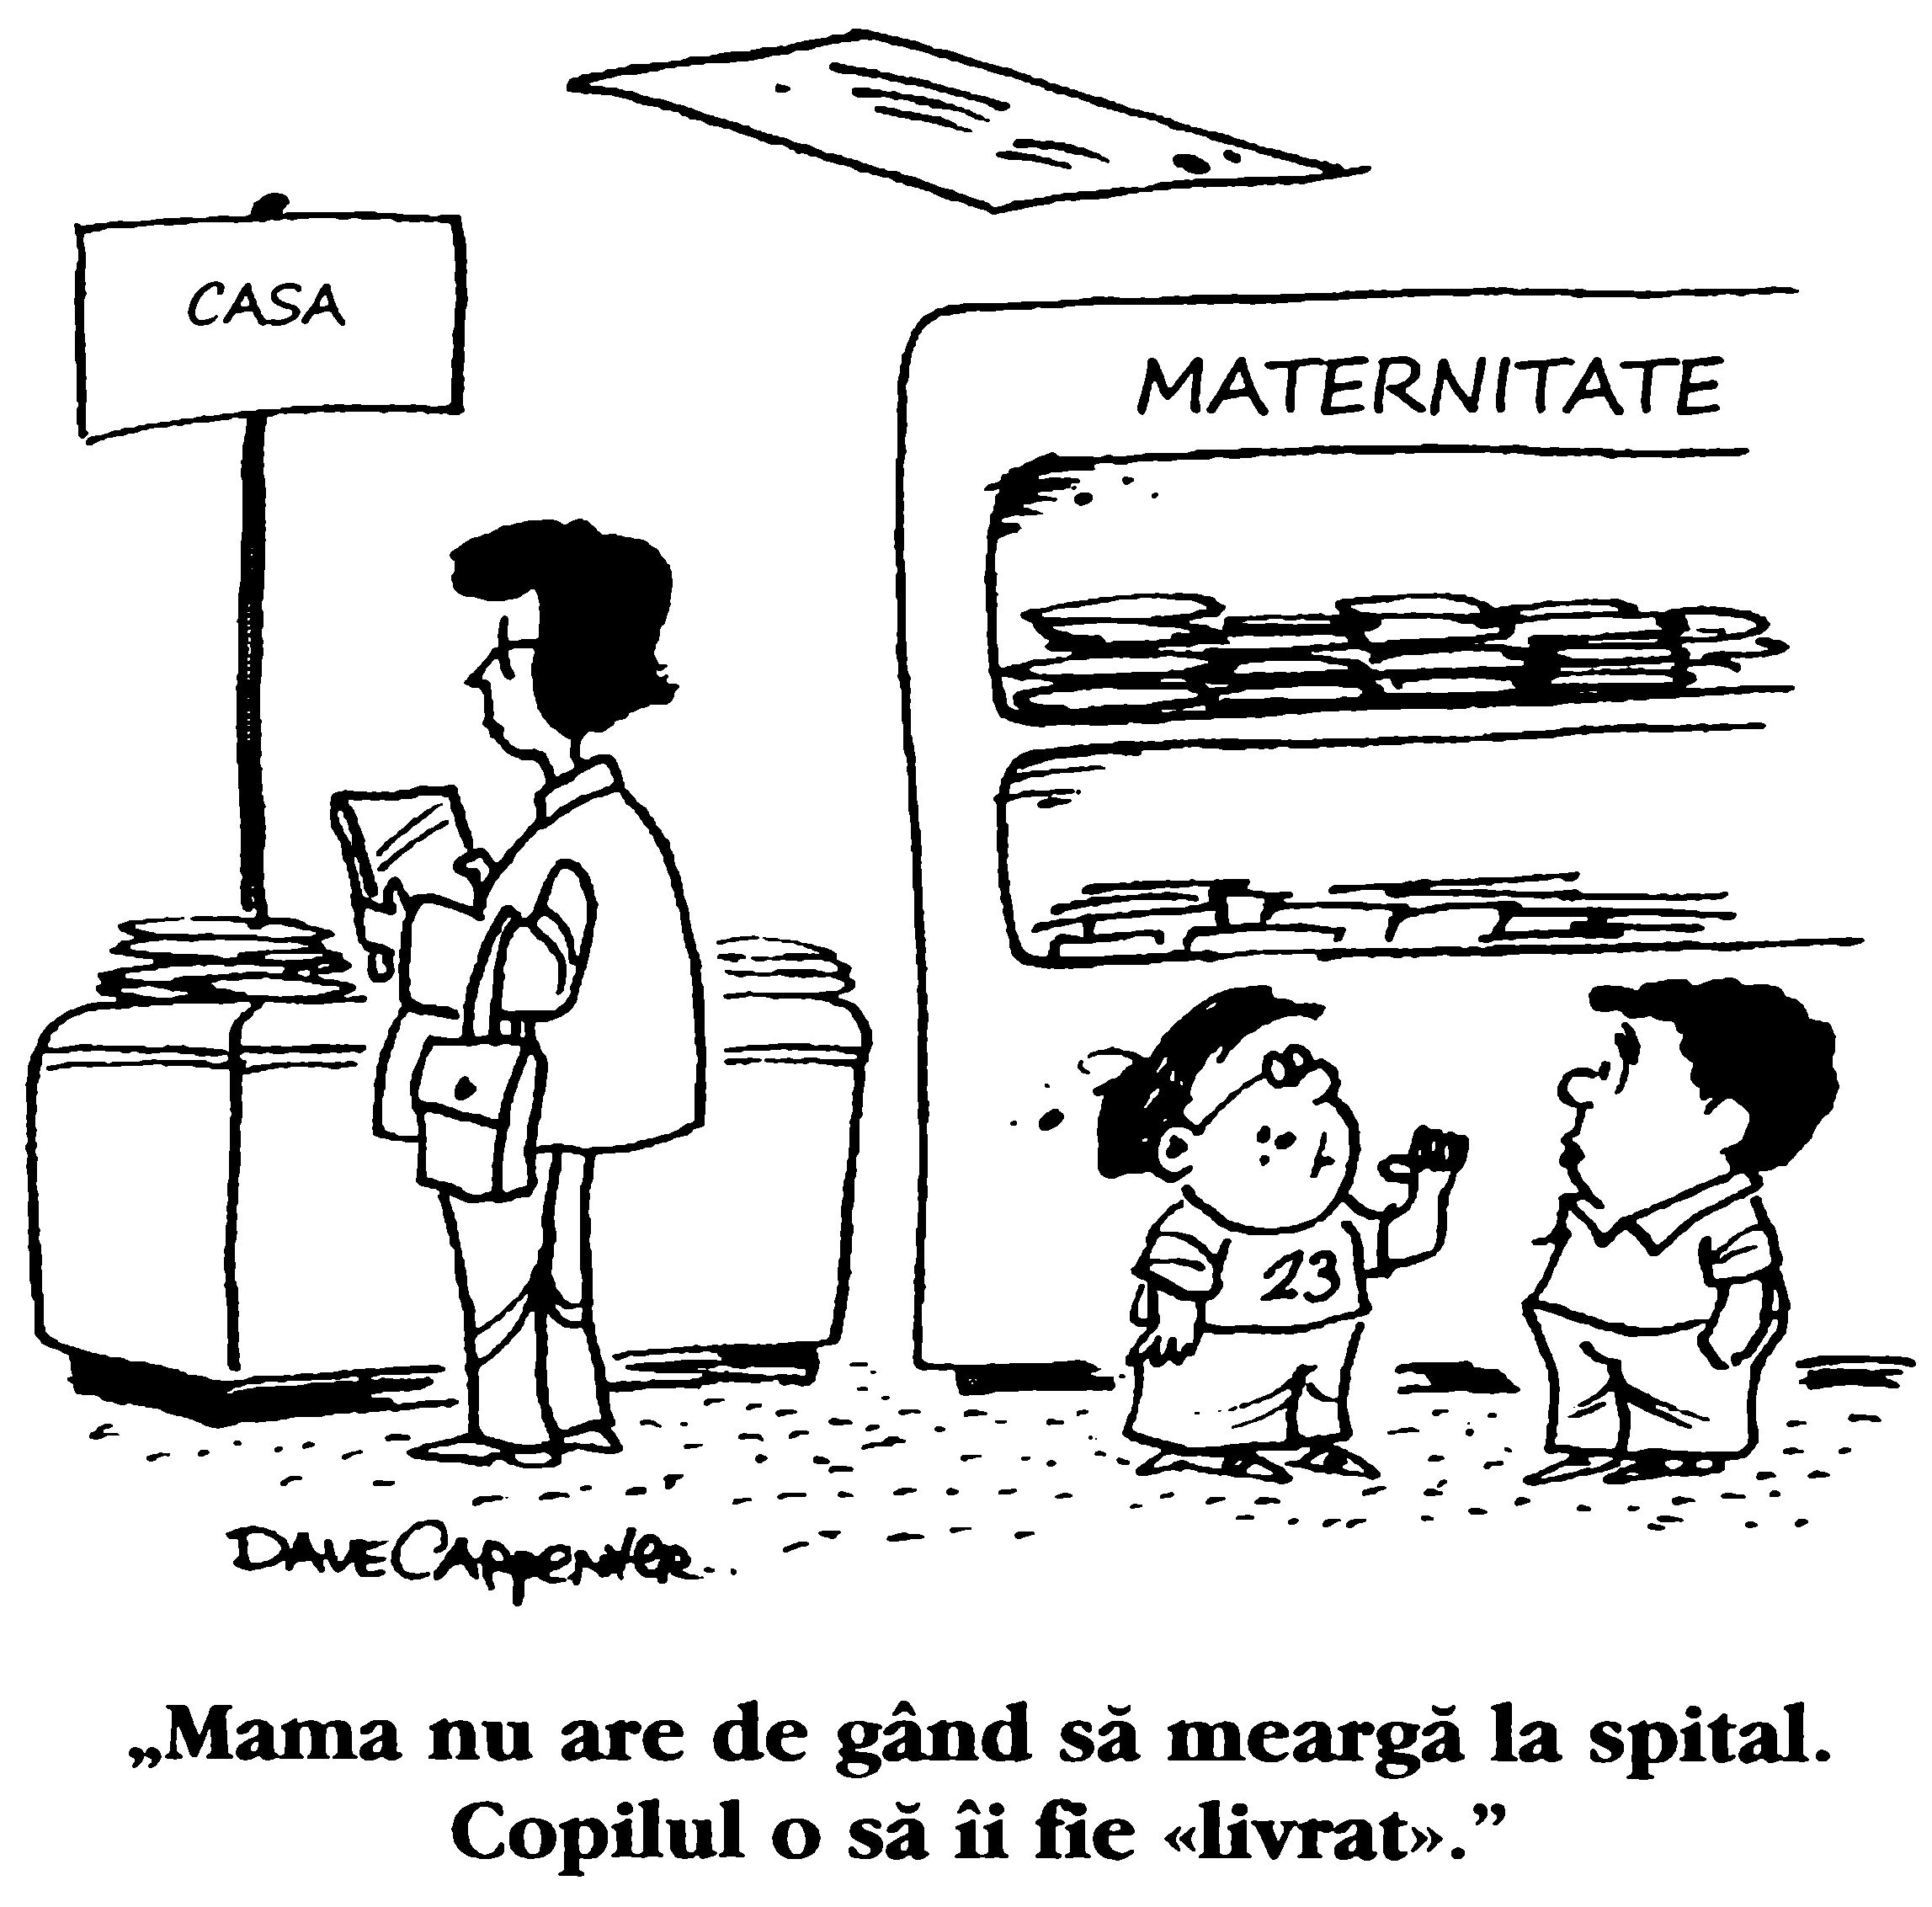 CASA
MATERNITATE
23
DAVE CARPENTER
„Mama nu are de gând să meargă la spital.
Copilul o să îi fie «livrat».”